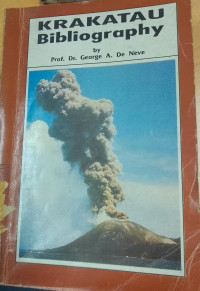 KRAKATAU
Bibliography
by
Prof. Dr. George A. De Neve